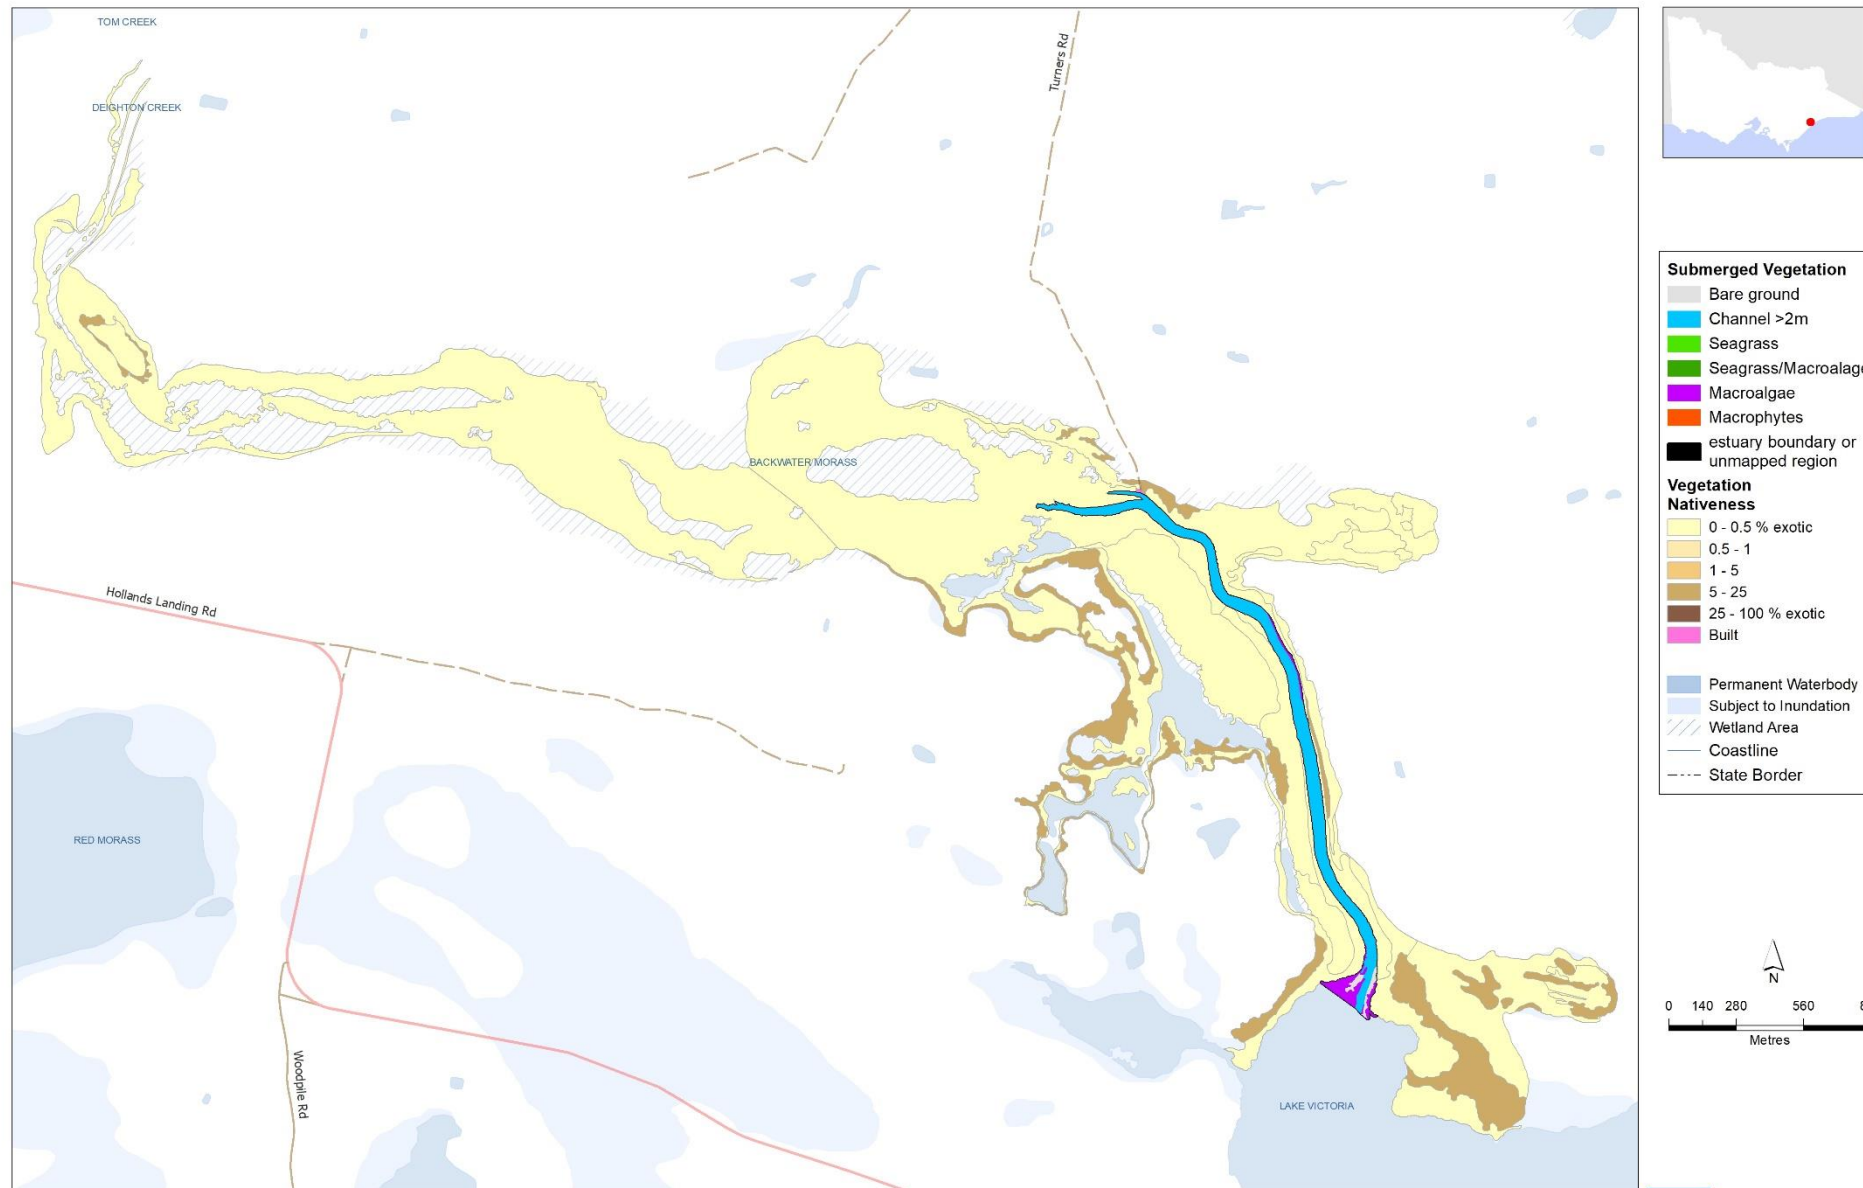 TOM CREEK
DEIGHTON CREEK
Turners Rd
BACKWATER MORASS
Hollands Landing Rd
RED MORASS
Woodpile Rd
LAKE VICTORIA
Submerged Vegetation
Bare ground
Channel >2m
Seagrass
Seagrass/Macroalage
Macroalgae
Macrophytes
estuary boundary or
unmapped region
Vegetation
Nativeness
0 - 0.5 % exotic
0.5 - 1
1 - 5
5 - 25
25 - 100 % exotic
Built
Permanent Waterbody
Subject to Inundation
Wetland Area
Coastline
State Border
N
0 140 280 560
Metres